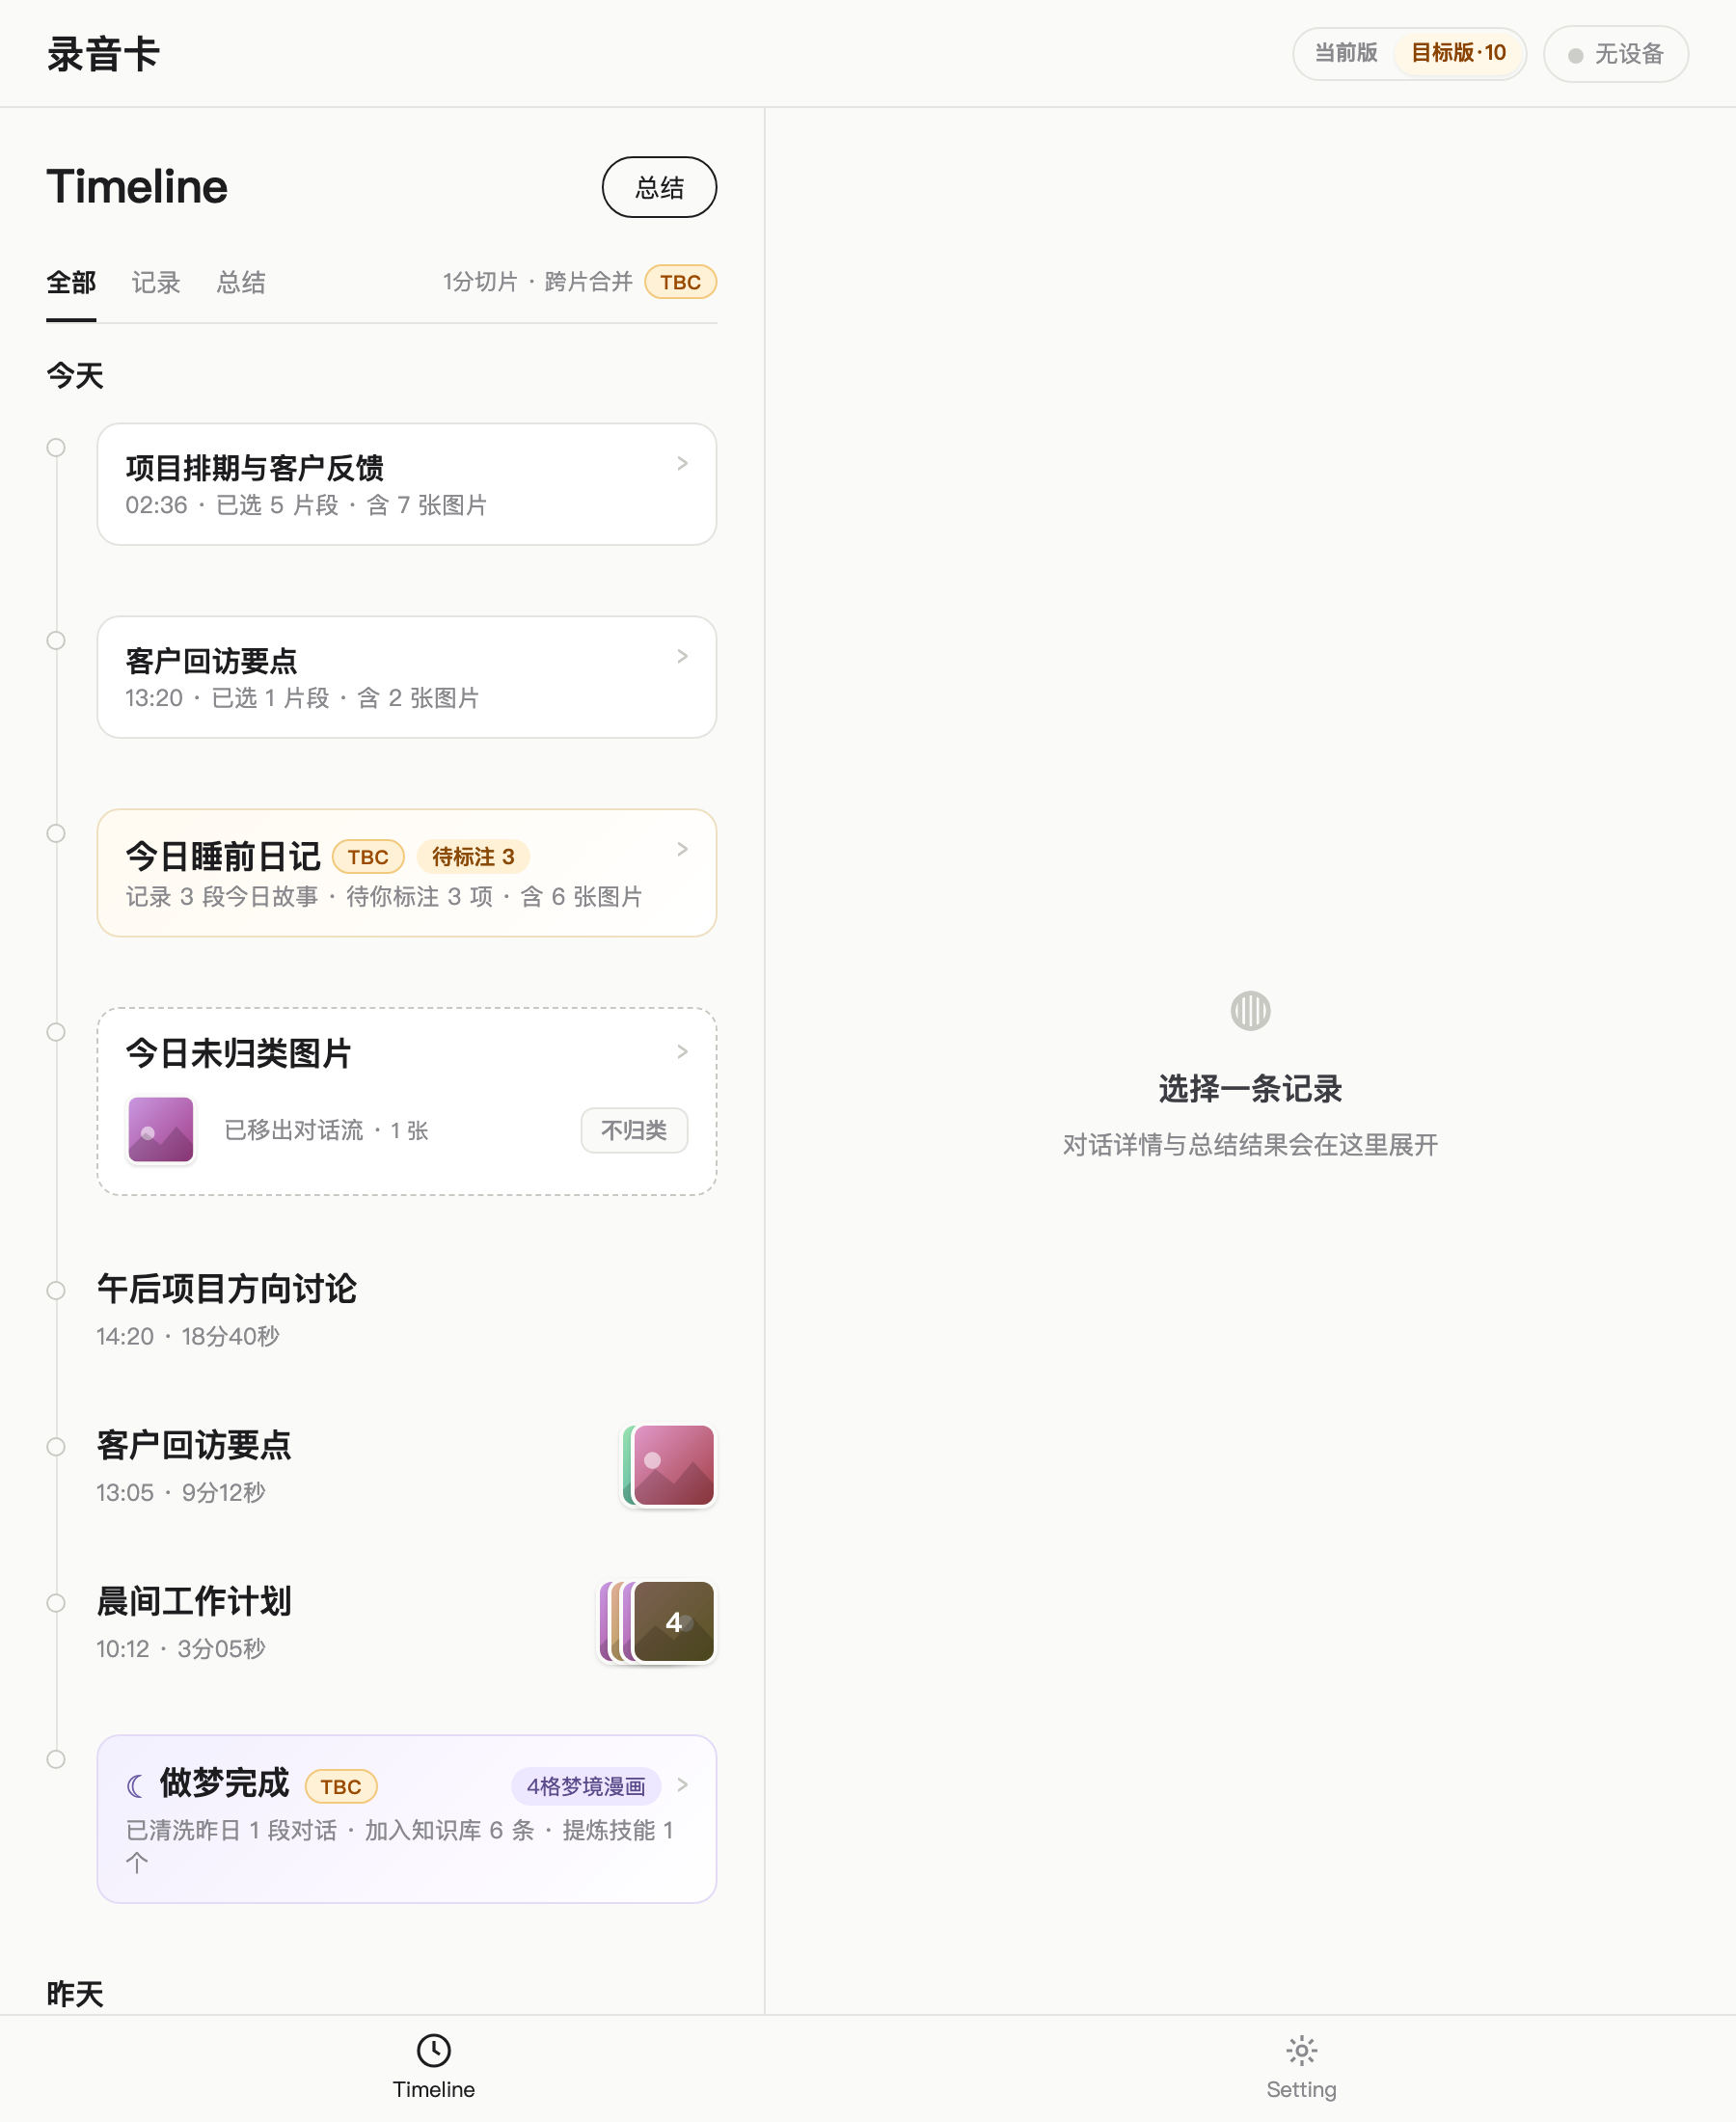 录音卡
当前版 目标版·10 无设备
Timeline 总结
全部 记录 总结 1分切片 · 跨片合并 TBC
今天
项目排期与客户反馈
02:36 · 已选 5 片段 · 含 7 张图片
客户回访要点
13:20 · 已选 1 片段 · 含 2 张图片
今日睡前日记 TBC 待标注 3
记录 3 段今日故事 · 待你标注 3 项 · 含 6 张图片
今日未归类图片
已移出对话流 · 1 张 不归类
午后项目方向讨论
14:20 · 18分40秒
客户回访要点
13:05 · 9分12秒
晨间工作计划
10:12 · 3分05秒
4
做梦完成 TBC 4格梦境漫画
已清洗昨日 1 段对话 · 加入知识库 6 条 · 提炼技能 1
个
昨天
选择一条记录
对话详情与总结结果会在这里展开
Timeline Setting